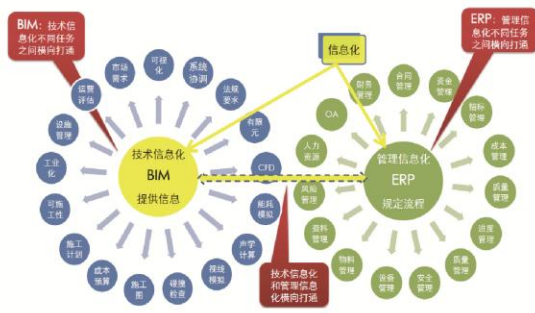 BIM：技术信
息化不同任务
之间横向打通
信息化
ERP：管理信
息化不同任务
之间横向打通
市场
需求
可视
化
系统
协调
法规
要求
有限
元
CFD
能耗
模拟
声学
计算
视线
模拟
碰撞
检查
施工
图
成本
预算
施工
计划
可施
工性
工业
化
设施
管理
运营
评估
技术信息化
BIM
提供信息
OA
财务
管理
合同
管理
资金
管理
管理
成本
管理
质量
管理
进度
管理
质量
管理
安全
管理
设备
管理
物料
管理
资料
管理
风险
管理
人力
资源
管理信息化
ERP
规定流程
技术信息化
和管理信息
化横向打通